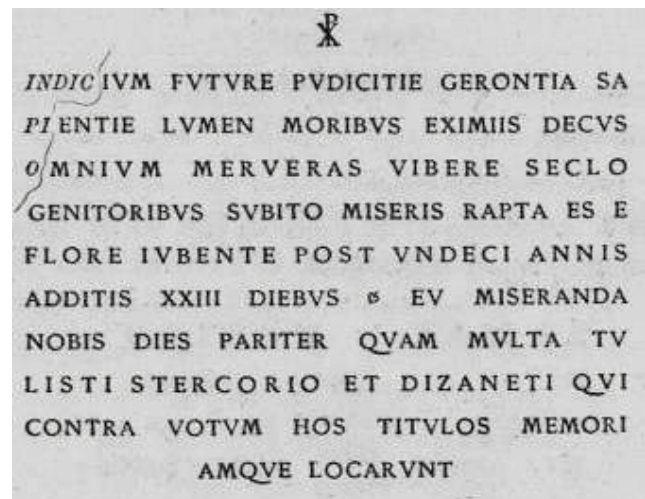 ☧
INDICIVM FVTVRE PVDICITIE GERONTIA SA
PIENTIE LVMEN MORIBVS EXIMIIS DECVS
OMNIVM MERVERAS VIBERE SECLO
GENITORIBVS SVBITO MISERIS RAPTA ES E
FLORE IVBENTE POST VNDECI ANNIS
ADDITIS XXIII DIEBVS ꝋ EV MISERANDA
NOBIS DIES PARITER QVAM MVLTA TV
LISTI STERCORIO ET DIZANETI QVI
CONTRA VOTVM HOS TITVLOS MEMORI
AMQVE LOCARVNT